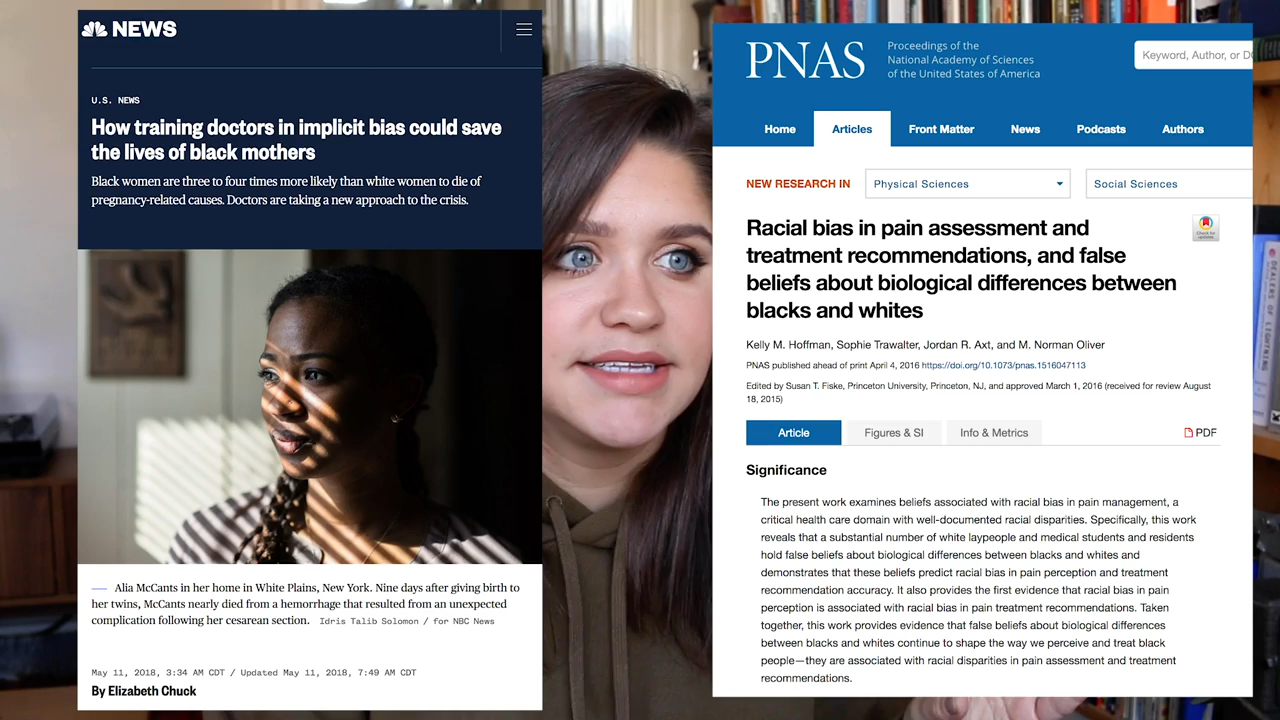 NEWS
U.S. NEWS
How training doctors in implicit bias could save
the lives of black mothers
Black women are three to four times more likely than white women to die of
pregnancy-related causes. Doctors are taking a new approach to the crisis.
Alia McCants in her home in White Plains, New York. Nine days after giving birth to
her twins, McCants nearly died from a hemorrhage that resulted from an unexpected
complication following her cesarean section. Idris Talib Solomon / for NBC News
May 11, 2018, 3:34 AM CDT / Updated May 11, 2018, 7:49 AM CDT
By Elizabeth Chuck
PNAS
Proceedings of the
National Academy of Sciences
of the United States of America
Keyword, Author, or
Home Articles Front Matter News Podcasts Authors
NEW RESEARCH IN Physical Sciences Social Sciences
Racial bias in pain assessment and
treatment recommendations, and false
beliefs about biological differences between
blacks and whites
Check for
updates
Kelly M. Hoffman, Sophie Trawalter, Jordan R. Axt, and M. Norman Oliver
PNAS published ahead of print April 4, 2016 https://doi.org/10.1073/pnas.1516047113
Edited by Susan T. Fiske, Princeton University, Princeton, NJ, and approved March 1, 2016 (received for review August
18, 2015)
Article Figures & SI Info & Metrics PDF
Significance
The present work examines beliefs associated with racial bias in pain management, a
critical health care domain with well-documented racial disparities. Specifically, this work
reveals that a substantial number of white laypeople and medical students and residents
hold false beliefs about biological differences between blacks and whites and
demonstrates that these beliefs predict racial bias in pain perception and treatment
recommendation accuracy. It also provides the first evidence that racial bias in pain
perception is associated with racial bias in pain treatment recommendations. Taken
together, this work provides evidence that false beliefs about biological differences
between blacks and whites continue to shape the way we perceive and treat black
people—they are associated with racial disparities in pain assessment and treatment
recommendations.